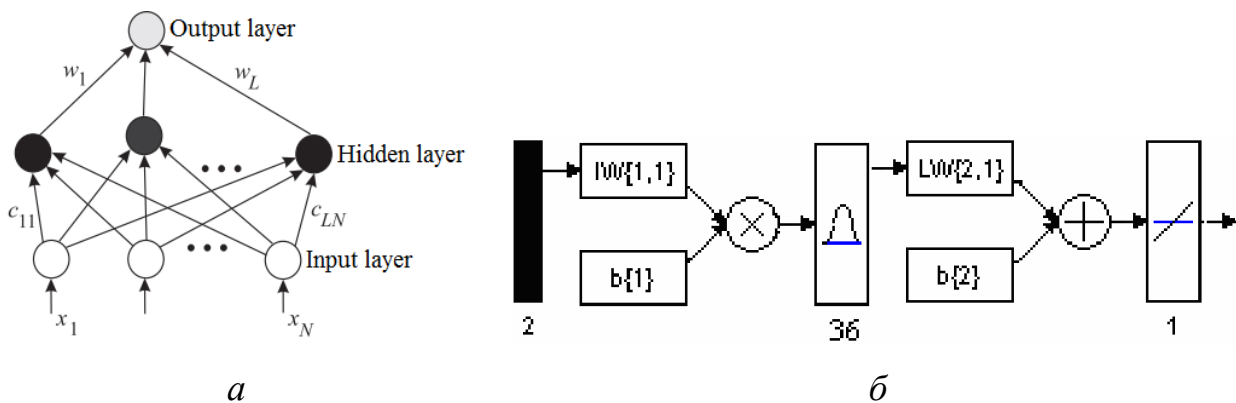 Output layer
w1
wL
Hidden layer
c11
cLN
Input layer
x1
xN
IW{1,1}
LW{2,1}
b{1}
b{2}
2
36
1
а
б